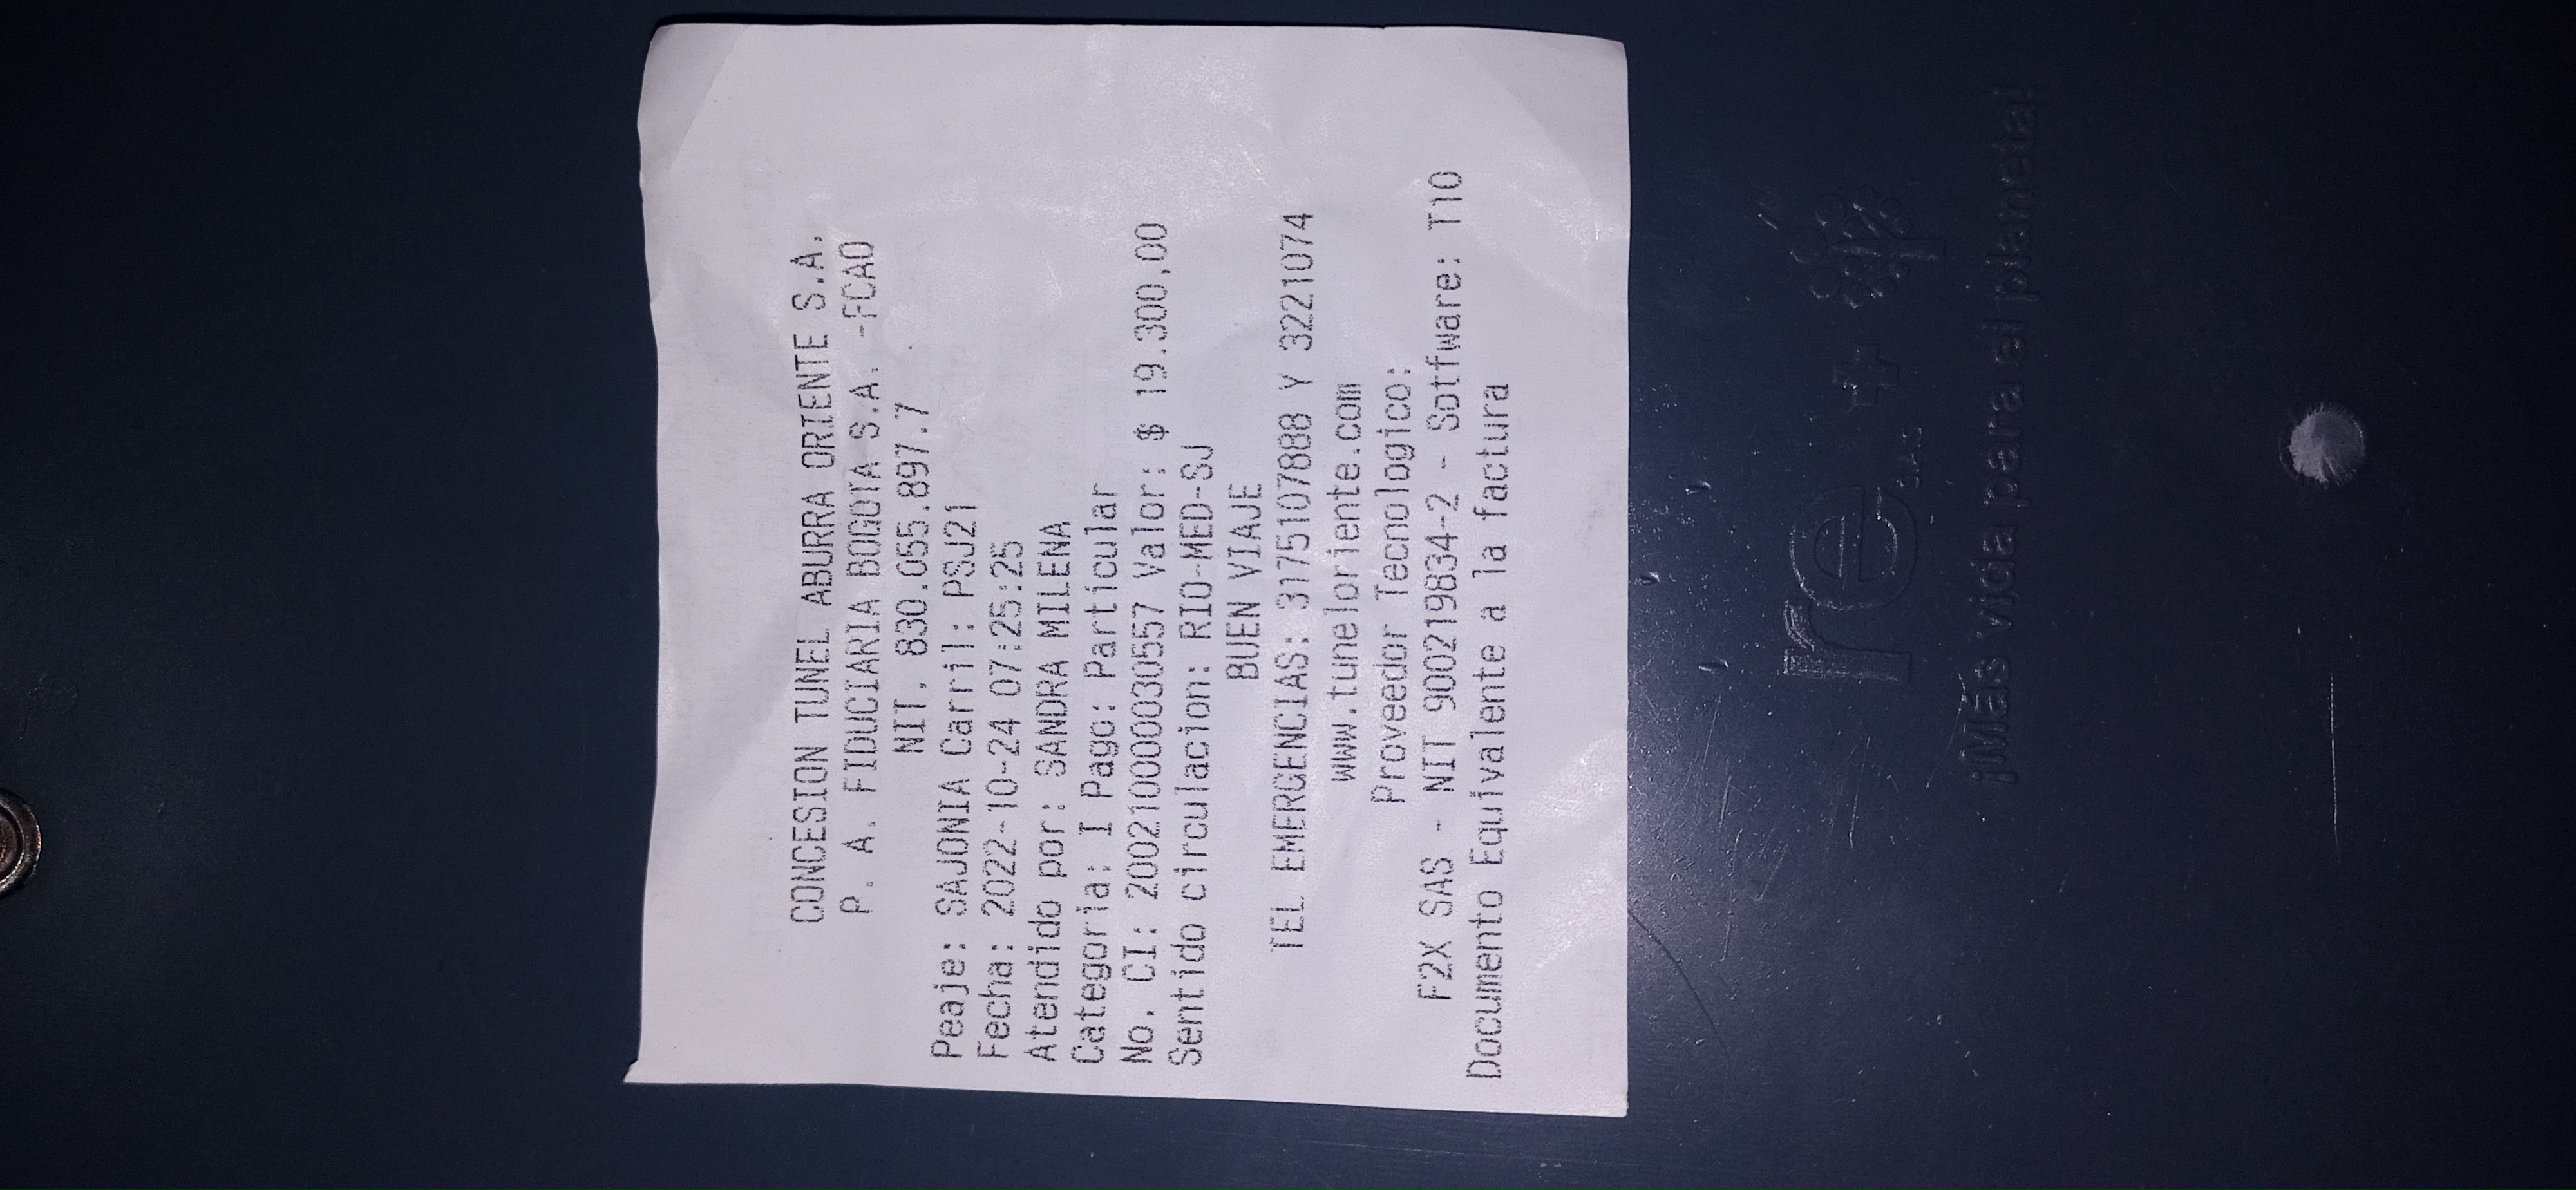 CONCESION TUNEL ABURRA ORIENTE S.A.
P. A. FIDUCIARIA BOGOTA S.A. -FCAO
NIT. 830.055.897.7
Peaje: SAJONIA Carril: PSJ21
Fecha: 2022-10-24 07:25:25
Atendido por: SANDRA MILENA
Categoria: I Pago: Particular
No. CI: 200210000030557 Valor: $ 19.300,00
Sentido circulacion: RIO-MED-SJ
BUEN VIAJE
TEL EMERGENCIAS: 3175107888 Y 3221074
www.tuneloriente.com
Proveedor Tecnologico:
F2X SAS - NIT 900219834-2 - Sotfware: T10
Documento Equivalente a la factura
re +
S.A.S
¡Más vida para el planeta!